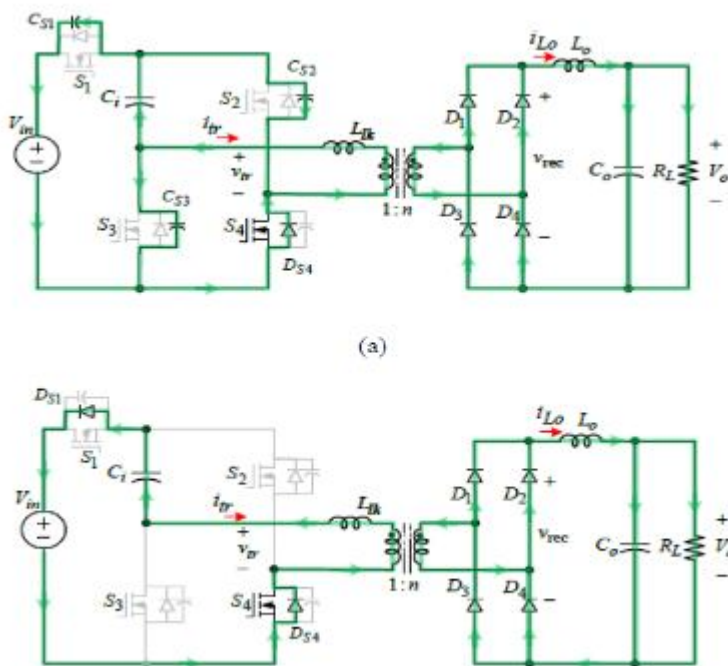 C_S1
S_1
C_S2
i_Lo L_o
C_i
S_2
D_1 D_2 +
V_in
i_tr
L_lk
+
v_tr
−
v_rec
C_o
R_L
+
V_o
−
C_S3
S_3
S_4
D_S4
1:n
D_3 D_4 −
(a)
D_S1
S_1
i_Lo L_o
C_i
S_2
D_1 D_2 +
V_in
i_tr
L_lk
+
v_tr
−
v_rec
C_o
R_L
+
V
−
S_3
S_4
D_S4
1:n
D_3 D_4 −